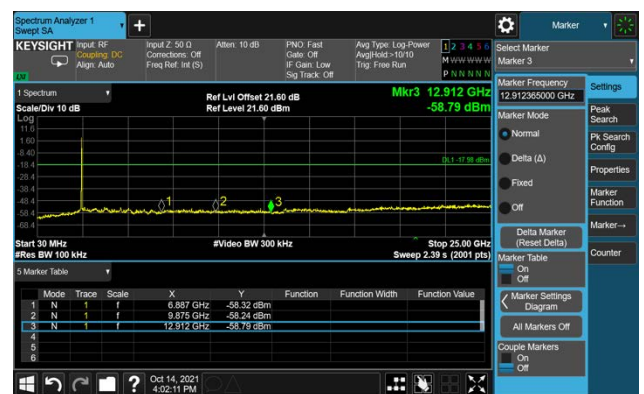 Spectrum Analyzer 1
Swept SA
+
Marker
KEYSIGHT
Input: RF
Coupling: DC
Align: Auto
Input Z: 50 Ω
Corrections: Off
Freq Ref: Int (S)
Atten: 10 dB
PNO: Fast
Gate: Off
IF Gain: Low
Sig Track: Off
Avg Type: Log-Power
Avg|Hold:>10/10
Trig: Free Run
1 2 3 4 5 6
M W W W W W
P N N N N N
LXI
Select Marker
Marker 3
1 Spectrum
Scale/Div 10 dB
Ref Lvl Offset 21.60 dB
Ref Level 21.60 dBm
Mkr3 12.912 GHz
-58.79 dBm
Log
11.6
1.60
-8.40
-18.4
-28.4
-38.4
-48.4
-58.4
-68.4
DL1 -17.98 dBm
1
2
3
Start 30 MHz
#Res BW 100 kHz
#Video BW 300 kHz
Stop 25.00 GHz
Sweep 2.39 s (2001 pts)
5 Marker Table
Mode Trace Scale X Y Function Function Width Function Value
1 N 1 f 6.887 GHz -58.32 dBm
2 N 1 f 9.875 GHz -58.24 dBm
3 N 1 f 12.912 GHz -58.79 dBm
4
5
6
Marker Frequency
12.912365000 GHz
Marker Mode
Normal
Delta (Δ)
Fixed
Off
Delta Marker
(Reset Delta)
Marker Table
On
Off
Marker Settings
Diagram
All Markers Off
Couple Markers
On
Off
Settings
Peak
Search
Pk Search
Config
Properties
Marker
Function
Marker→
Counter
?
Oct 14, 2021
4:02:11 PM